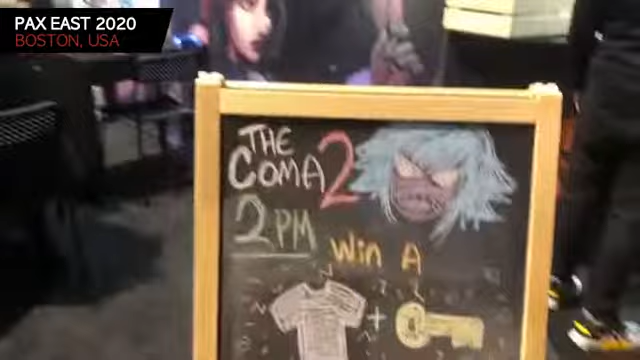 PAX EAST 2020
BOSTON, USA
THE
COMA 2
2PM
Win A
+